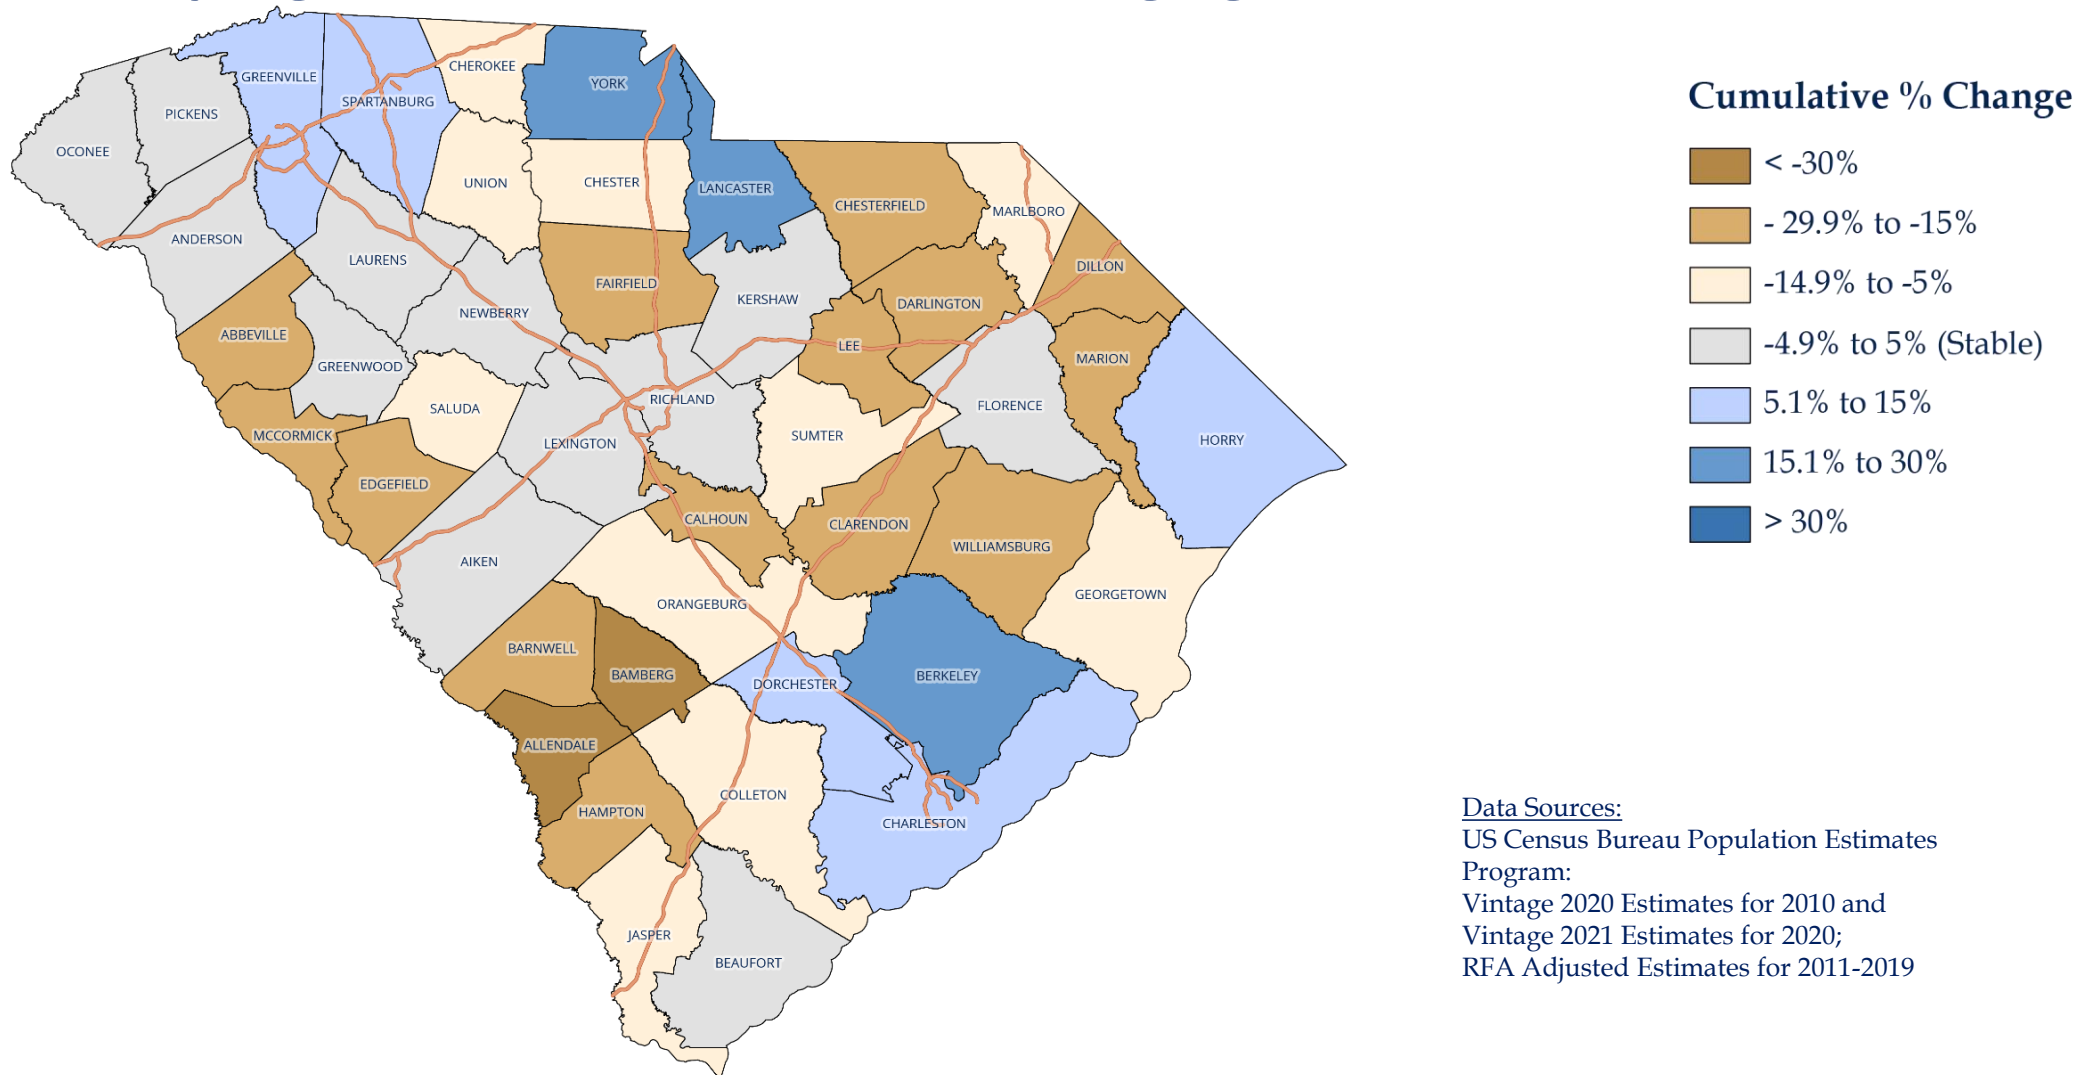 GREENVILLE
SPARTANBURG
CHEROKEE
YORK
PICKENS
OCONEE
UNION
CHESTER
LANCASTER
CHESTERFIELD
MARLBORO
ANDERSON
LAURENS
DILLON
FAIRFIELD
KERSHAW
DARLINGTON
NEWBERRY
ABBEVILLE
LEE
MARION
GREENWOOD
RICHLAND
SALUDA
FLORENCE
MCCORMICK
LEXINGTON
SUMTER
HORRY
EDGEFIELD
CALHOUN
CLARENDON
WILLIAMSBURG
AIKEN
ORANGEBURG
GEORGETOWN
BARNWELL
BAMBERG
DORCHESTER
BERKELEY
ALLENDALE
COLLETON
HAMPTON
CHARLESTON
JASPER
BEAUFORT
Cumulative % Change
< -30%
- 29.9% to -15%
-14.9% to -5%
-4.9% to 5% (Stable)
5.1% to 15%
15.1% to 30%
> 30%
Data Sources:
US Census Bureau Population Estimates
Program:
Vintage 2020 Estimates for 2010 and
Vintage 2021 Estimates for 2020;
RFA Adjusted Estimates for 2011-2019